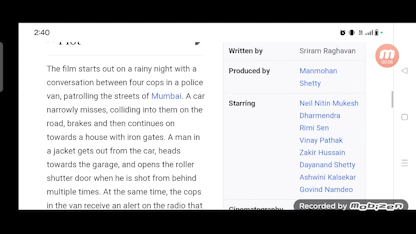 2:40
Plot
The film starts out on a rainy night with a
conversation between four cops in a police
van, patrolling the streets of Mumbai. A car
narrowly misses, colliding into them on the
road, brakes and then continues on
towards a house with iron gates. A man in
a jacket gets out from the car, heads
towards the garage, and opens the roller
shutter door when he is shot from behind
multiple times. At the same time, the cops
in the van receive an alert on the radio that
Written by Sriram Raghavan
Produced by Manmohan
Shetty
Starring Neil Nitin Mukesh
Dharmendra
Rimi Sen
Vinay Pathak
Zakir Hussain
Dayanand Shetty
Ashwini Kalsekar
Govind Namdeo
Cinematography
Recorded by Mobizen